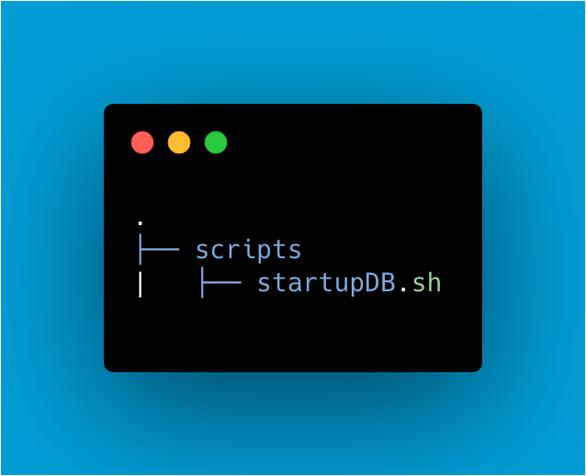 .
├── scripts
|   ├── startupDB.sh